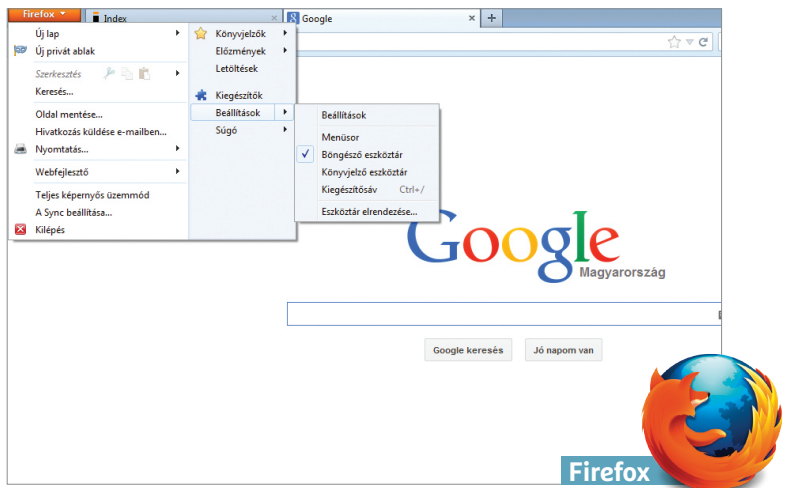 Firefox
Index
Google
Új lap
Új privát ablak
Szerkesztés
Keresés...
Oldal mentése...
Hivatkozás küldése e-mailben...
Nyomtatás...
Webfejlesztő
Teljes képernyős üzemmód
A Sync beállítása...
Kilépés
Könyvjelzők
Előzmények
Letöltések
Kiegészítők
Beállítások
Súgó
Beállítások
Menüsor
Böngésző eszköztár
Könyvjelző eszköztár
Kiegészítősáv Ctrl+/
Eszköztár elrendezése...
Google
Magyarország
Google keresés
Jó napom van
Firefox